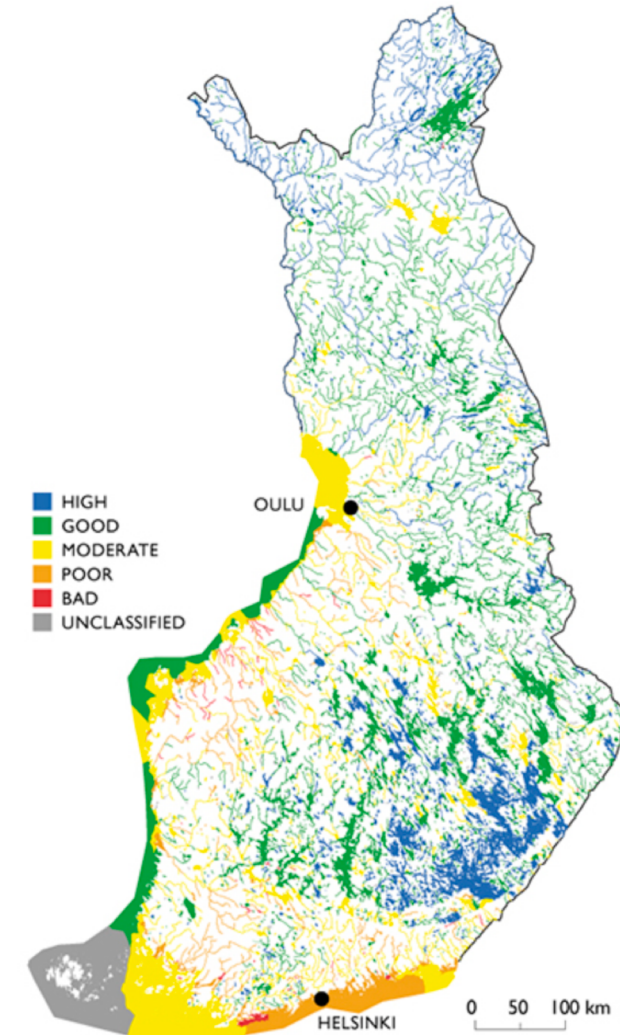 HIGH
GOOD
MODERATE
POOR
BAD
UNCLASSIFIED
OULU
HELSINKI
0 50 100 km